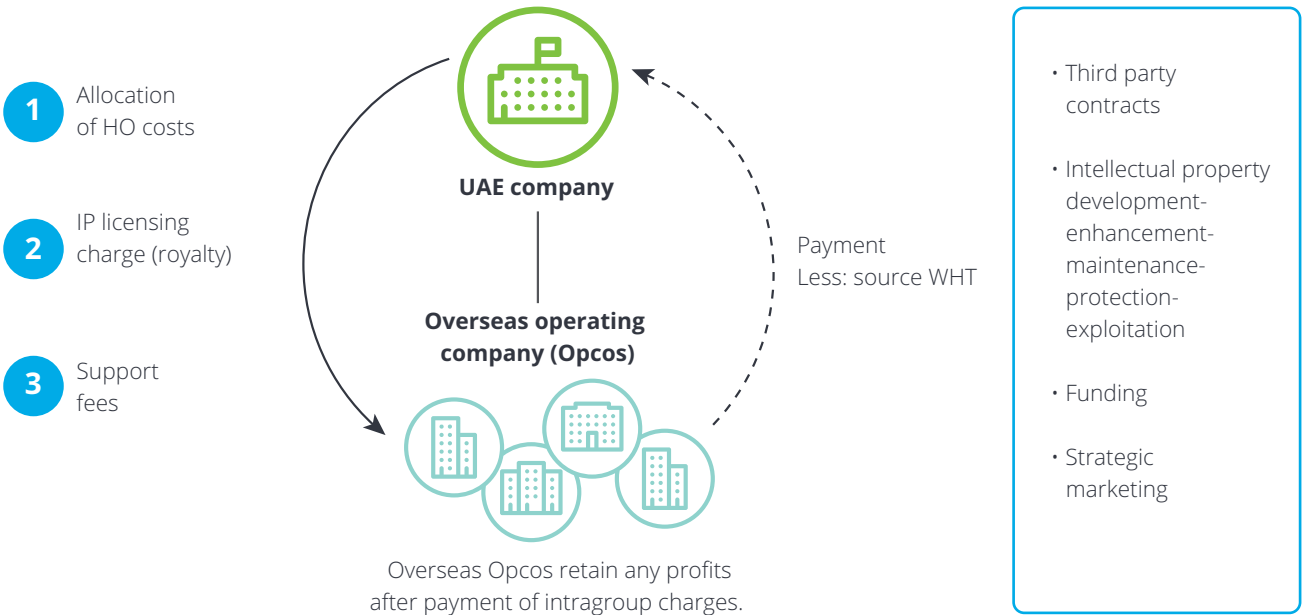 1
Allocation
of HO costs
2
IP licensing
charge (royalty)
3
Support
fees
UAE company
Overseas operating
company (Opcos)
Overseas Opcos retain any profits
after payment of intragroup charges.
Payment
Less: source WHT
• Third party
contracts
• Intellectual property
development-
enhancement-
maintenance-
protection-
exploitation
• Funding
• Strategic
marketing